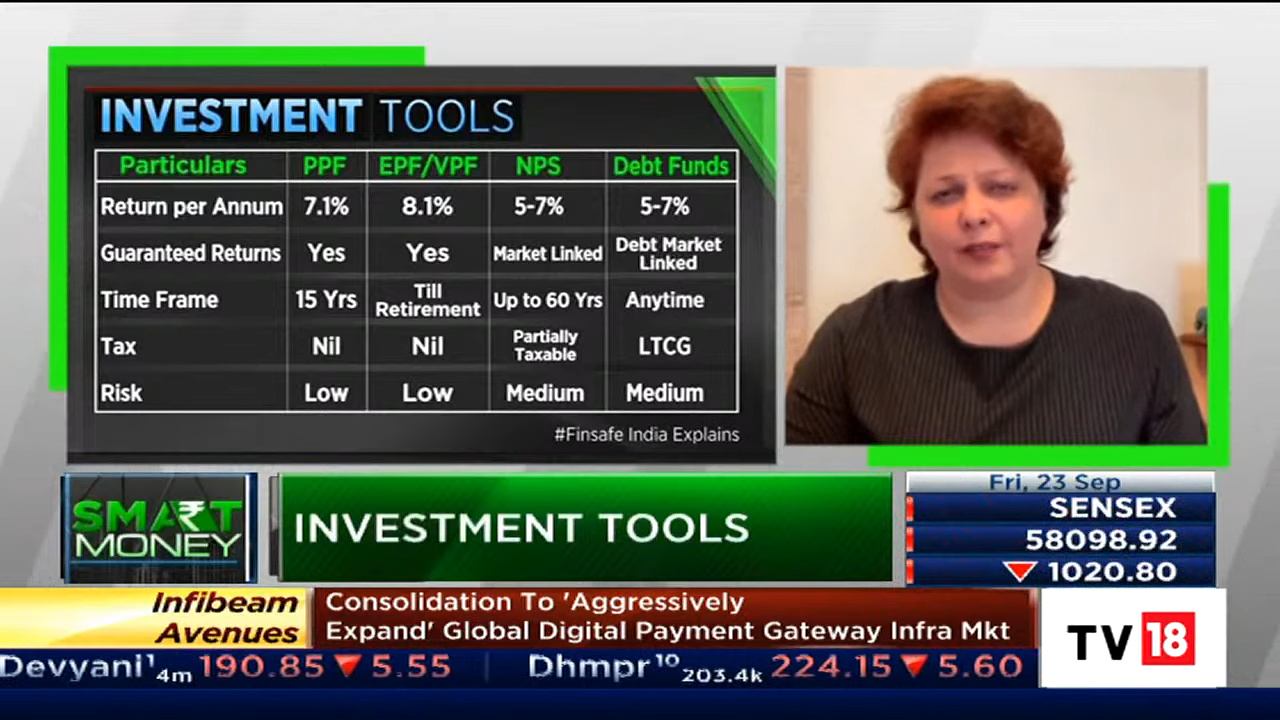 INVESTMENT TOOLS
Particulars PPF EPF/VPF NPS Debt Funds
Return per Annum 7.1% 8.1% 5-7% 5-7%
Guaranteed Returns Yes Yes Market Linked Debt Market Linked
Time Frame 15 Yrs Till Retirement Up to 60 Yrs Anytime
Tax Nil Nil Partially Taxable LTCG
Risk Low Low Medium Medium
#Finsafe India Explains
SMA₹T
MONEY
INVESTMENT TOOLS
Fri, 23 Sep
SENSEX
58098.92
▼ 1020.80
Infibeam
Avenues
Consolidation To 'Aggressively
Expand' Global Digital Payment Gateway Infra Mkt
TV18
Devyani¹ 4m 190.85 ▼ 5.55 Dhmpr¹⁰ 203.4k 224.15 ▼ 5.60